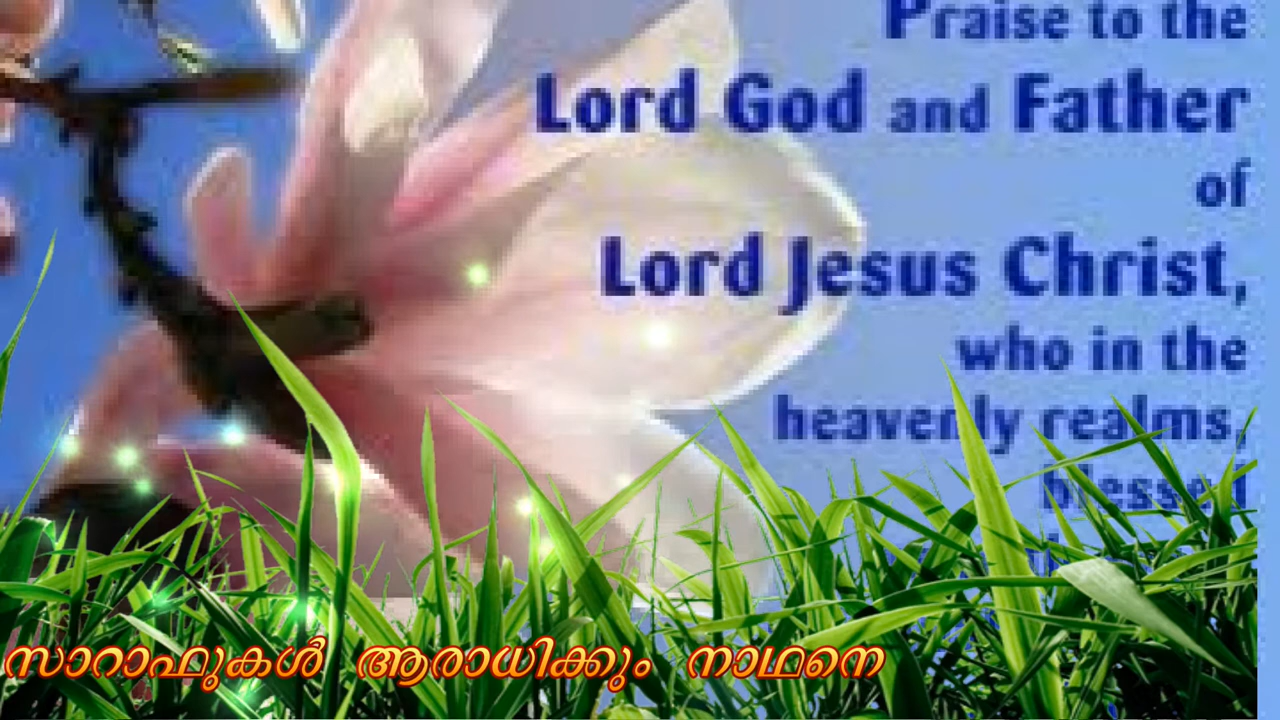 Praise to the
Lord God and Father
of
Lord Jesus Christ,
who in the
heavenly realms,
blessed
സാറാഫുകൾ ആരാധിക്കും നാഥനെ